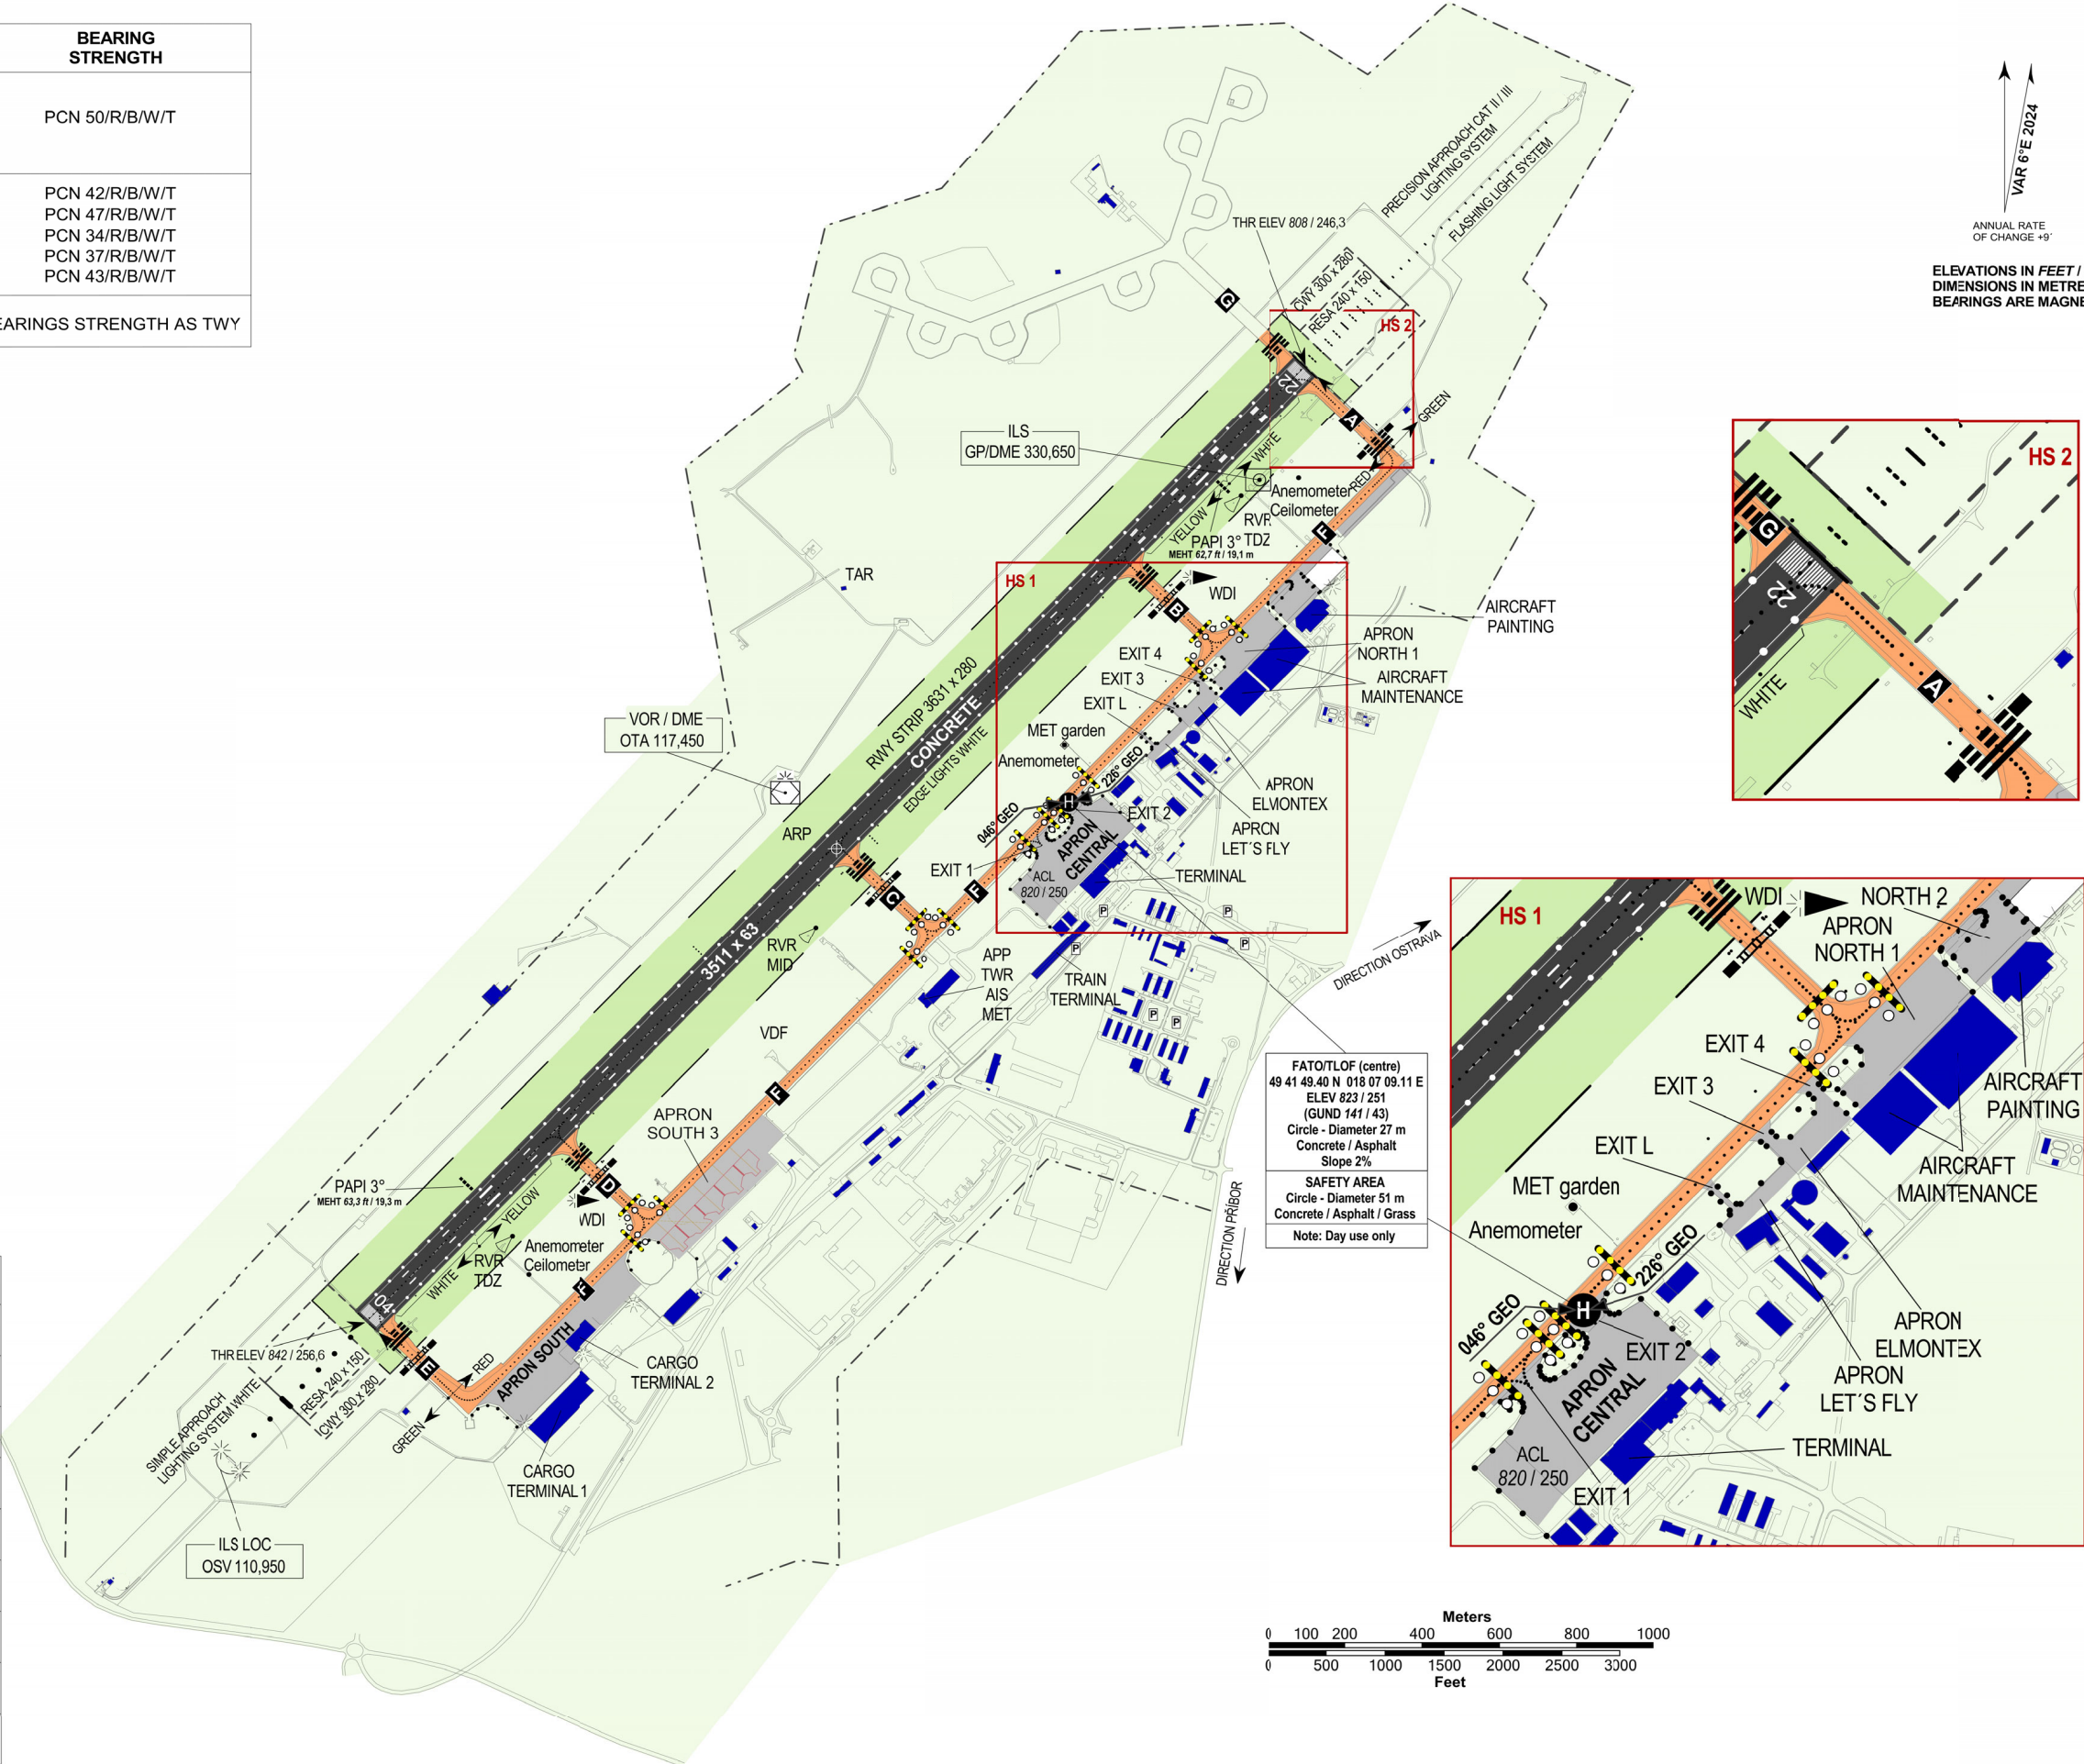 BEARING
STRENGTH
PCN 50/R/B/W/T
PCN 42/R/B/W/T
PCN 47/R/B/W/T
PCN 34/R/B/W/T
PCN 37/R/B/W/T
PCN 43/R/B/W/T
EARINGS STRENGTH AS TWY
VAR 6°E 2024
ANNUAL RATE
OF CHANGE +9'
ELEVATIONS IN FEET /
DIMENSIONS IN METRE
BEARINGS ARE MAGNE
PRECISION APPROACH CAT II / III
LIGHTING SYSTEM
FLASHING LIGHT SYSTEM
THR ELEV 808 / 246,3
CWY 300 x 280
RESA 240 x 150
HS 2
G
22
A
GREEN
RED
WHITE
YELLOW
ILS
GP/DME 330,650
Anemometer
Ceilometer
RVR
TDZ
PAPI 3°
MEHT 62,7 ft / 19,1 m
F
TAR
HS 1
B
WDI
AIRCRAFT
PAINTING
APRON
NORTH 1
AIRCRAFT
MAINTENANCE
EXIT 4
EXIT 3
EXIT L
MET garden
Anemometer
226° GEO
046° GEO
H
EXIT 2
APRON
ELMONTEX
APRON
LET´S FLY
APRON
CENTRAL
ACL
820 / 250
TERMINAL
EXIT 1
F
RWY STRIP 3631 x 280
CONCRETE
EDGE LIGHTS WHITE
3511 x 63
VOR / DME
OTA 117,450
ARP
C
RVR
MID
APP
TWR
AIS
MET
TRAIN
TERMINAL
P
P
P
P
P
P
DIRECTION OSTRAVA
DIRECTION PŘÍBOR
VDF
F
APRON
SOUTH 3
D
WDI
PAPI 3°
MEHT 63,3 ft / 19,3 m
YELLOW
WHITE
RVR
TDZ
Anemometer
Ceilometer
F
04
THR ELEV 842 / 256,6
E
RED
GREEN
RESA 240 x 150
CWY 300 x 280
SIMPLE APPROACH
LIGHTING SYSTEM WHITE
APRON SOUTH
CARGO
TERMINAL 2
CARGO
TERMINAL 1
ILS LOC
OSV 110,950
FATO/TLOF (centre)
49 41 49.40 N 018 07 09.11 E
ELEV 823 / 251
(GUND 141 / 43)
Circle - Diameter 27 m
Concrete / Asphalt
Slope 2%
SAFETY AREA
Circle - Diameter 51 m
Concrete / Asphalt / Grass
Note: Day use only
HS 2
G
22
A
WHITE
HS 1
WDI
NORTH 2
APRON
NORTH 1
EXIT 4
EXIT 3
AIRCRAFT
PAINTING
EXIT L
AIRCRAFT
MAINTENANCE
MET garden
Anemometer
226° GEO
046° GEO
H
EXIT 2
APRON
ELMONTEX
APRON
LET´S FLY
APRON
CENTRAL
ACL
820 / 250
TERMINAL
EXIT 1
Meters
0 100 200 400 600 800 1000
0 500 1000 1500 2000 2500 3000
Feet